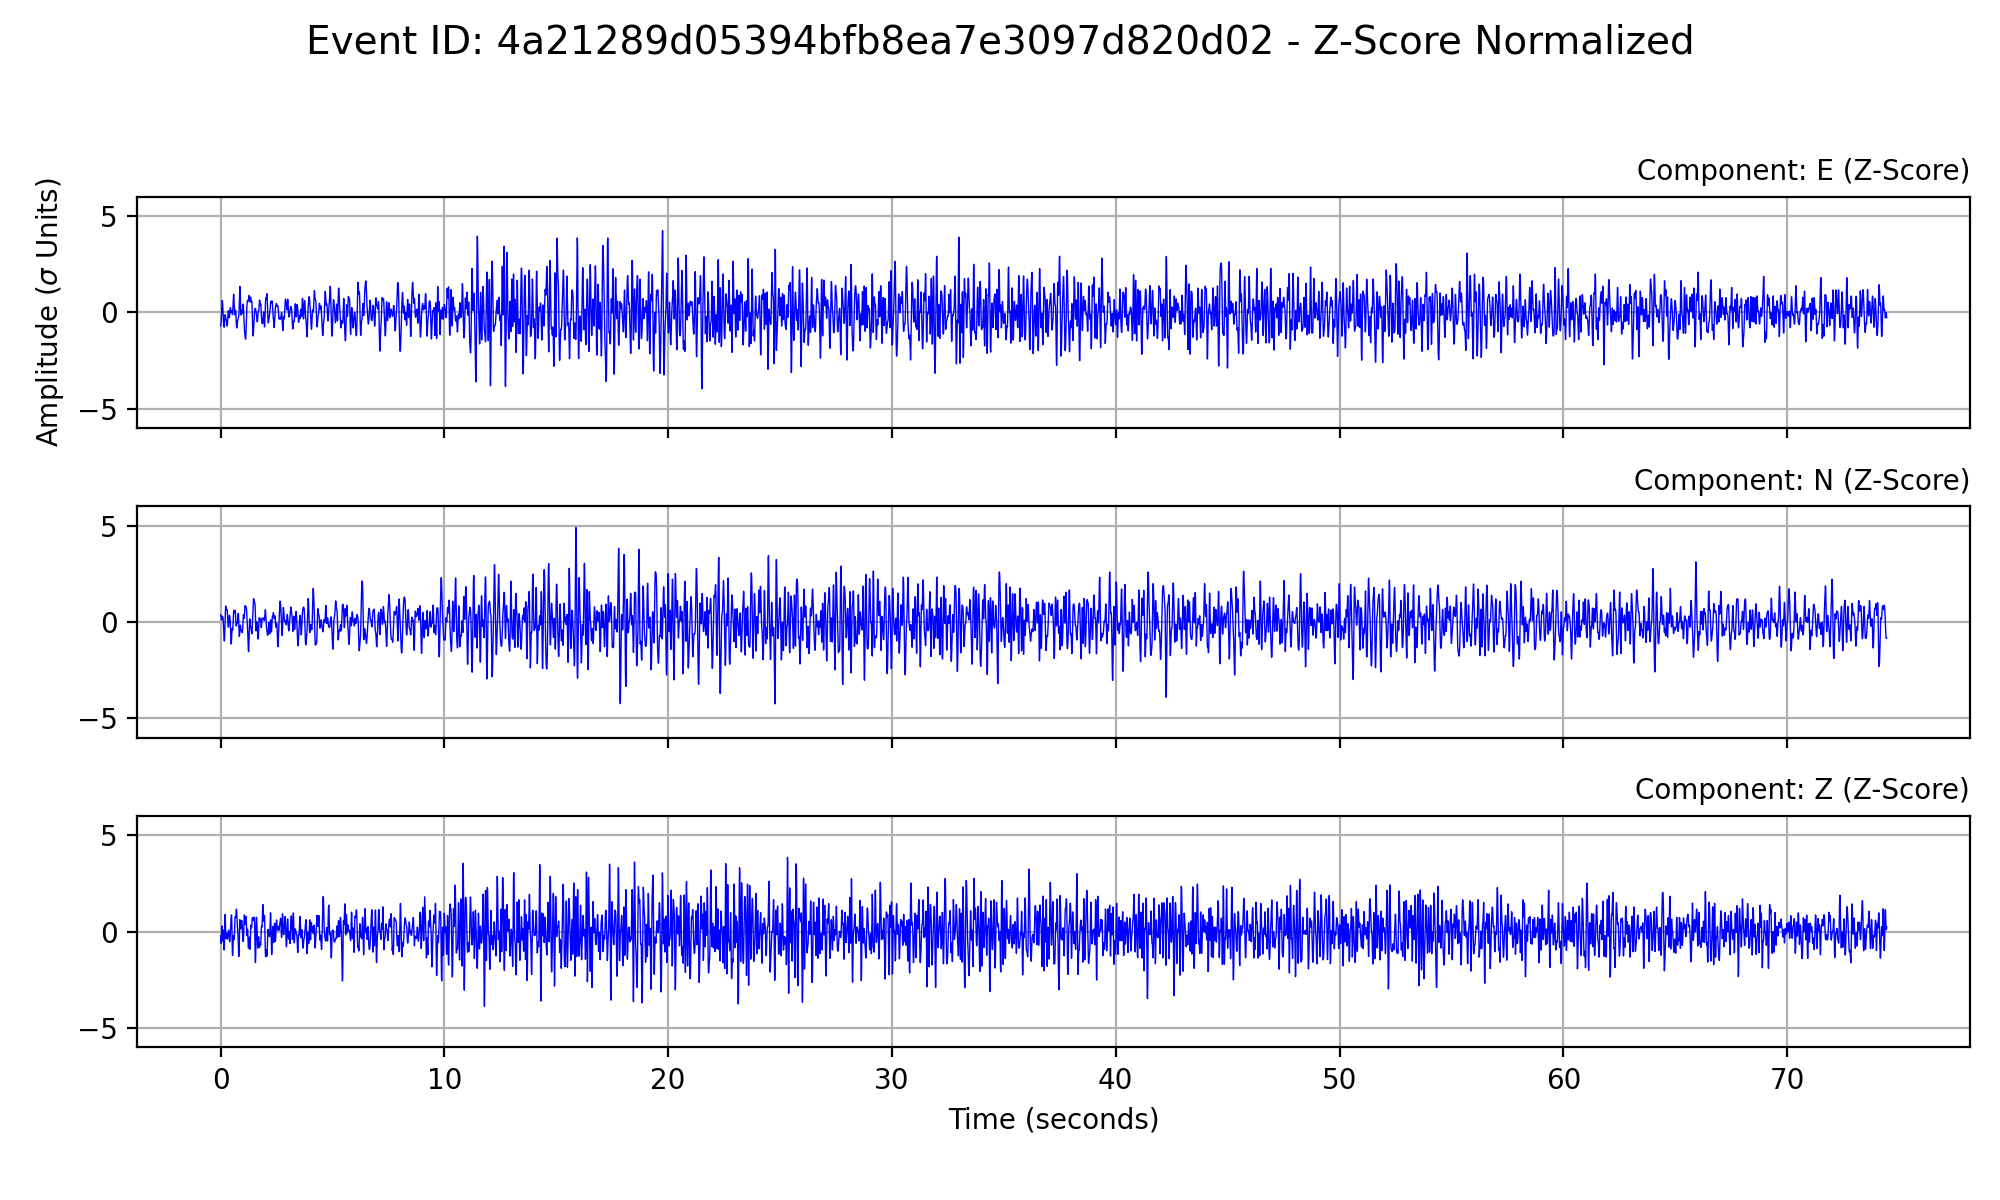 Event ID: 4a21289d05394bfb8ea7e3097d820d02 - Z-Score Normalized
Component: E (Z-Score)
Amplitude (σ Units)
5
0
−5
Component: N (Z-Score)
5
0
−5
Component: Z (Z-Score)
5
0
−5
0 10 20 30 40 50 60 70
Time (seconds)